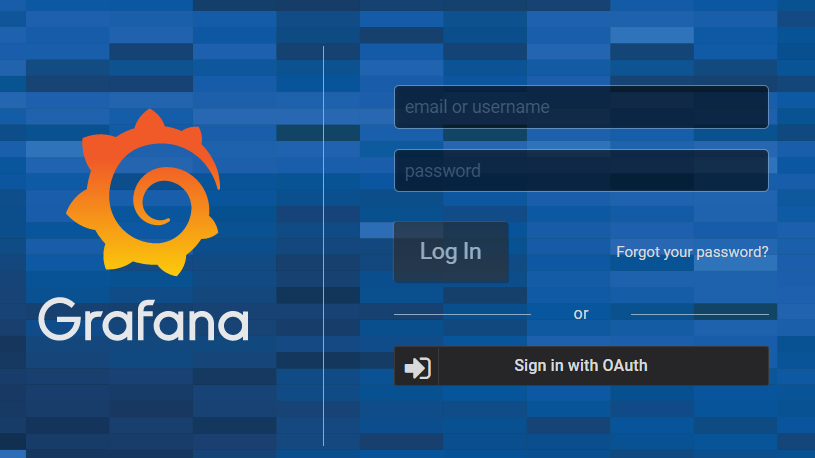 Grafana
email or username
password
Log In
Forgot your password?
or
Sign in with OAuth